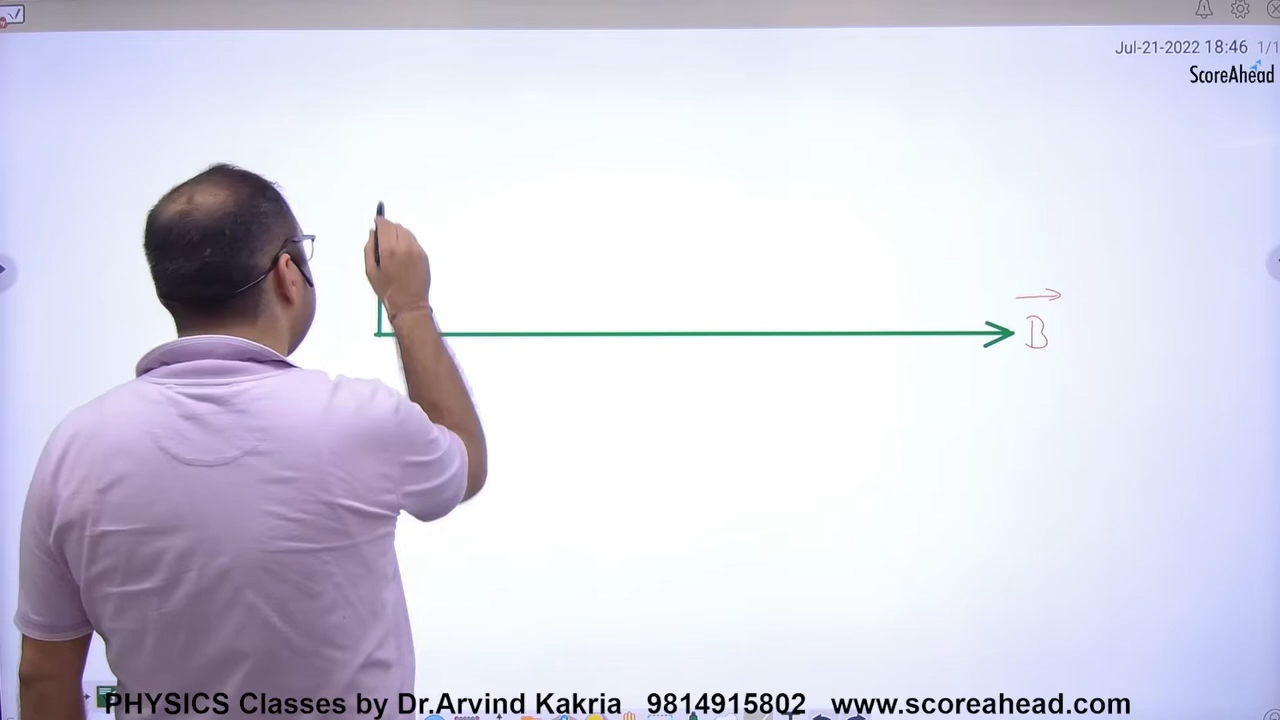 Jul-21-2022 18:46 1/1
ScoreAhead
B
PHYSICS Classes by Dr.Arvind Kakria 9814915802 www.scoreahead.com